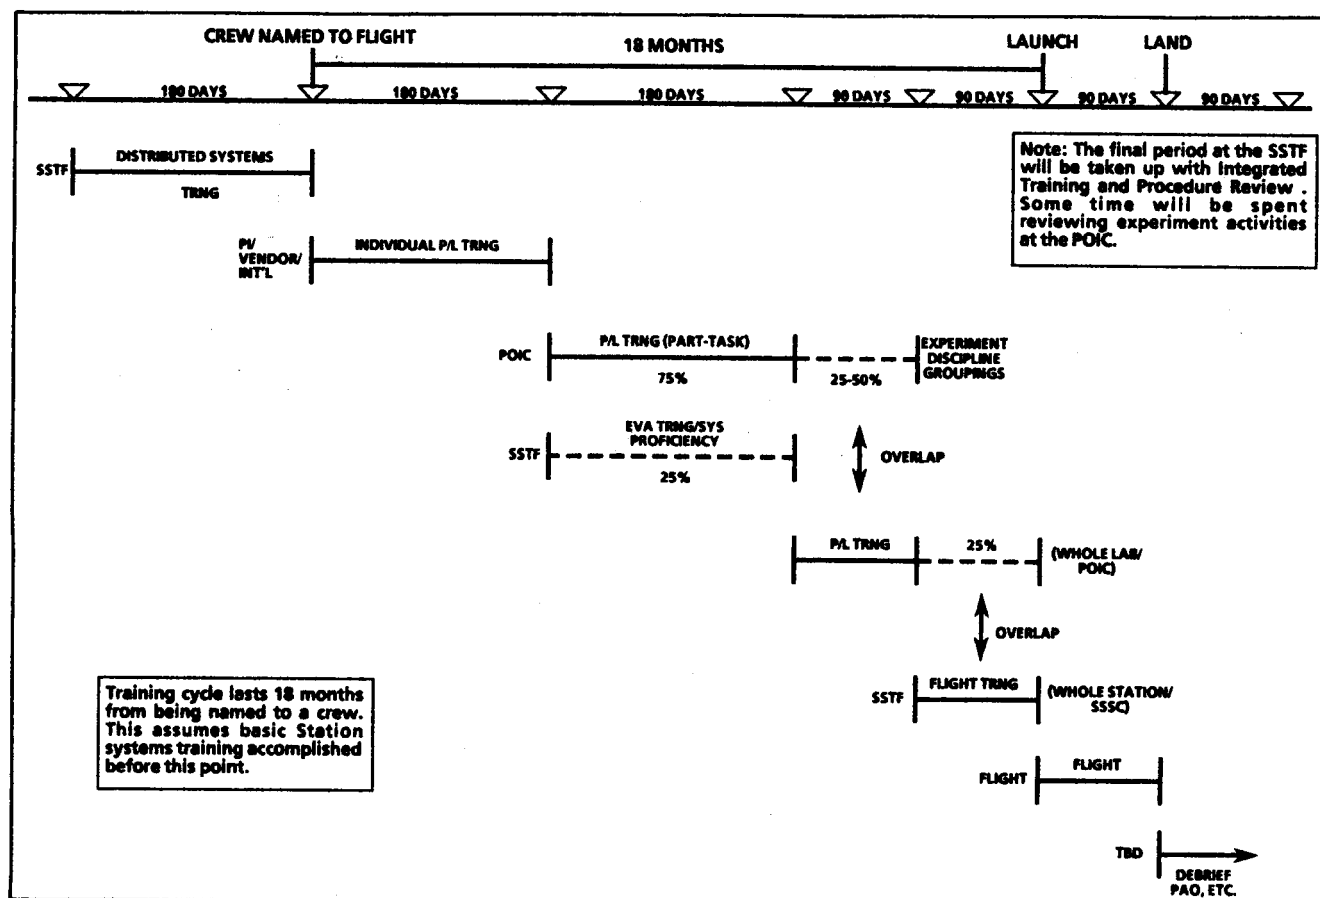 CREW NAMED TO FLIGHT
18 MONTHS
LAUNCH
LAND
180 DAYS
180 DAYS
180 DAYS
90 DAYS
90 DAYS
90 DAYS
90 DAYS
Note: The final period at the SSTF
will be taken up with Integrated
Training and Procedure Review .
Some time will be spent
reviewing experiment activities
at the POIC.
SSTF
DISTRIBUTED SYSTEMS
TRNG
PI/
VENDOR/
INT'L
INDIVIDUAL P/L TRNG
POIC
P/L TRNG (PART-TASK)
75%
25-50%
EXPERIMENT
DISCIPLINE
GROUPINGS
SSTF
EVA TRNG/SYS
PROFICIENCY
25%
OVERLAP
P/L TRNG
25%
(WHOLE LAB/
POIC)
OVERLAP
SSTF
FLIGHT TRNG
(WHOLE STATION/
SSSC)
Training cycle lasts 18 months
from being named to a crew.
This assumes basic Station
systems training accomplished
before this point.
FLIGHT
FLIGHT
TBD
DEBRIEF
PAO, ETC.